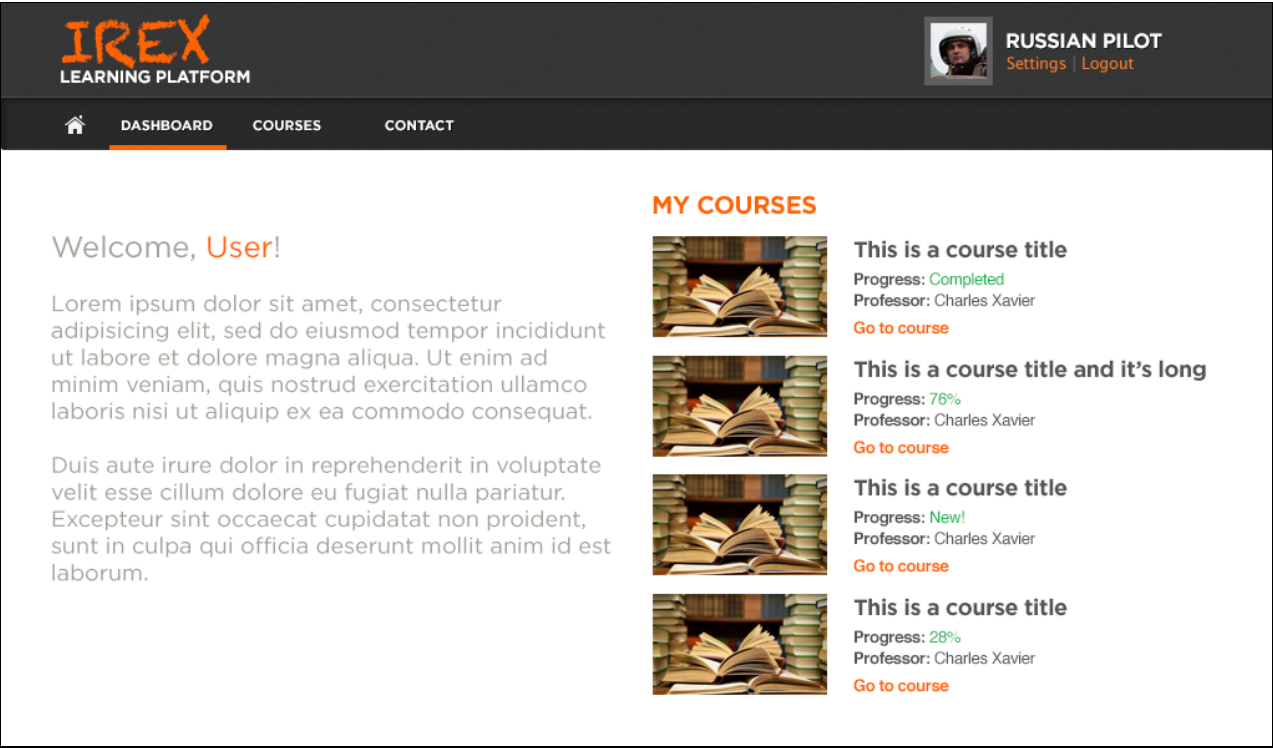 IREX
LEARNING PLATFORM
RUSSIAN PILOT
Settings | Logout
DASHBOARD
COURSES
CONTACT
Welcome, User!
Lorem ipsum dolor sit amet, consectetur
adipisicing elit, sed do eiusmod tempor incididunt
ut labore et dolore magna aliqua. Ut enim ad
minim veniam, quis nostrud exercitation ullamco
laboris nisi ut aliquip ex ea commodo consequat.
Duis aute irure dolor in reprehenderit in voluptate
velit esse cillum dolore eu fugiat nulla pariatur.
Excepteur sint occaecat cupidatat non proident,
sunt in culpa qui officia deserunt mollit anim id est
laborum.
MY COURSES
This is a course title
Progress: Completed
Professor: Charles Xavier
Go to course
This is a course title and it’s long
Progress: 76%
Professor: Charles Xavier
Go to course
This is a course title
Progress: New!
Professor: Charles Xavier
Go to course
This is a course title
Progress: 28%
Professor: Charles Xavier
Go to course